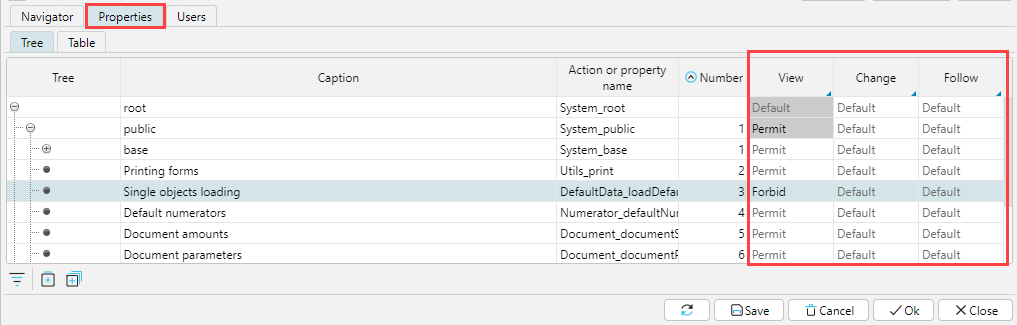 Navigator Properties Users
Tree Table
Tree Caption Action or property name Number View Change Follow
root System_root Default Default Default
public System_public 1 Permit Default Default
base System_base 1 Permit Default Default
Printing forms Utils_print 2 Permit Default Default
Single objects loading DefaultData_loadDefau 3 Forbid Default Default
Default numerators Numerator_defaultNun 4 Permit Default Default
Document amounts Document_documentS 5 Permit Default Default
Document parameters Document_documentP 6 Permit Default Default
Save Cancel Ok Close